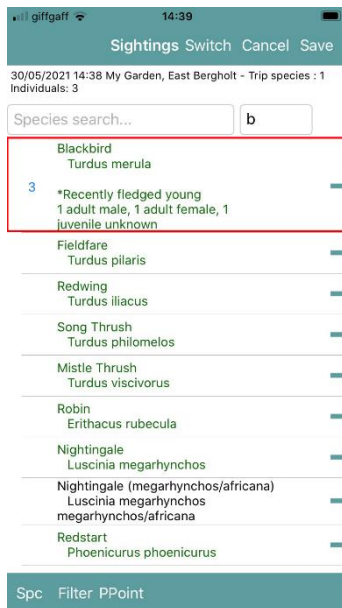 giffgaff 14:39
Sightings Switch Cancel Save
30/05/2021 14:38 My Garden, East Bergholt - Trip species : 1
Individuals: 3
Species search... b
Blackbird
Turdus merula
3 *Recently fledged young
1 adult male, 1 adult female, 1
juvenile unknown
Fieldfare
Turdus pilaris
Redwing
Turdus iliacus
Song Thrush
Turdus philomelos
Mistle Thrush
Turdus viscivorus
Robin
Erithacus rubecula
Nightingale
Luscinia megarhynchos
Nightingale (megarhynchos/africana)
Luscinia megarhynchos
megarhynchos/africana
Redstart
Phoenicurus phoenicurus
Spc Filter PPoint